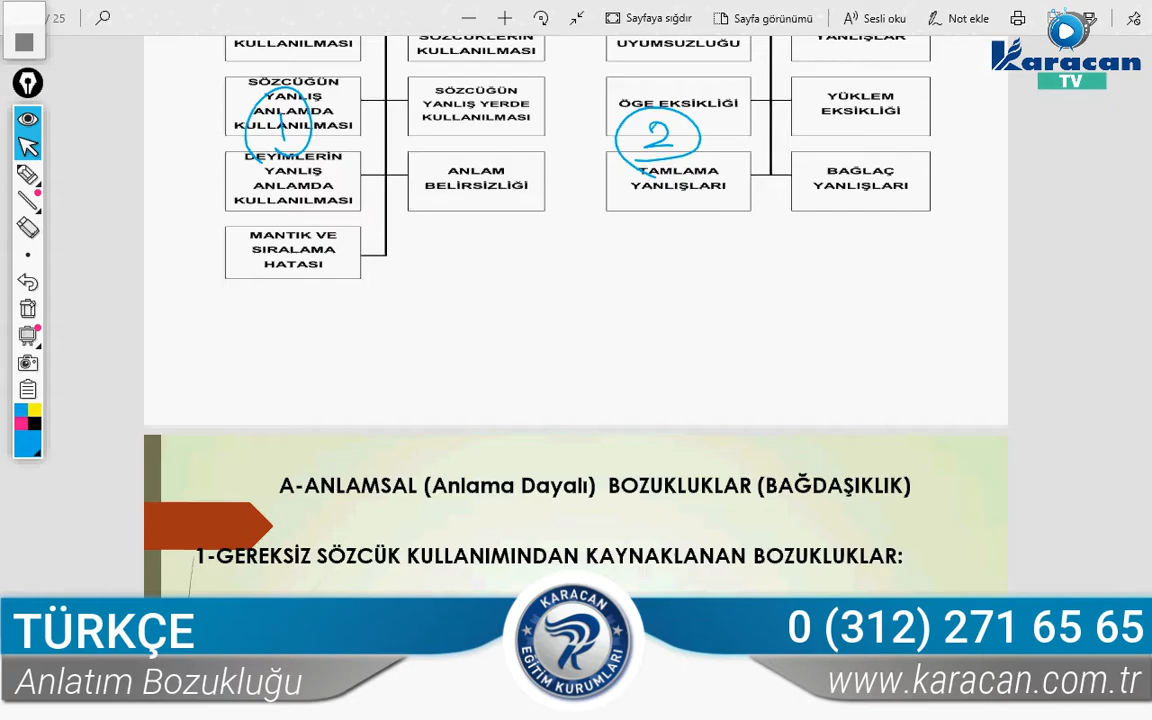 / 25
Sayfaya sığdır
Sayfa görünümü
Sesli oku
Not ekle
Karacan
TV
KULLANILMASI
SÖZCÜKLERİN
KULLANILMASI
UYUMSUZLUĞU
YANLIŞLAR
SÖZCÜĞÜN
YANLIŞ
ANLAMDA
KULLANILMASI
1
SÖZCÜĞÜN
YANLIŞ YERDE
KULLANILMASI
ÖGE EKSİKLİĞİ
2
YÜKLEM
EKSİKLİĞİ
DEYİMLERİN
YANLIŞ
ANLAMDA
KULLANILMASI
ANLAM
BELİRSİZLİĞİ
TAMLAMA
YANLIŞLARI
BAĞLAÇ
YANLIŞLARI
MANTIK VE
SIRALAMA
HATASI
A-ANLAMSAL (Anlama Dayalı) BOZUKLUKLAR (BAĞDAŞIKLIK)
1-GEREKSİZ SÖZCÜK KULLANIMINDAN KAYNAKLANAN BOZUKLUKLAR:
TÜRKÇE
Anlatım Bozukluğu
KARACAN
EĞİTİM KURUMLARI
0 (312) 271 65 65
www.karacan.com.tr